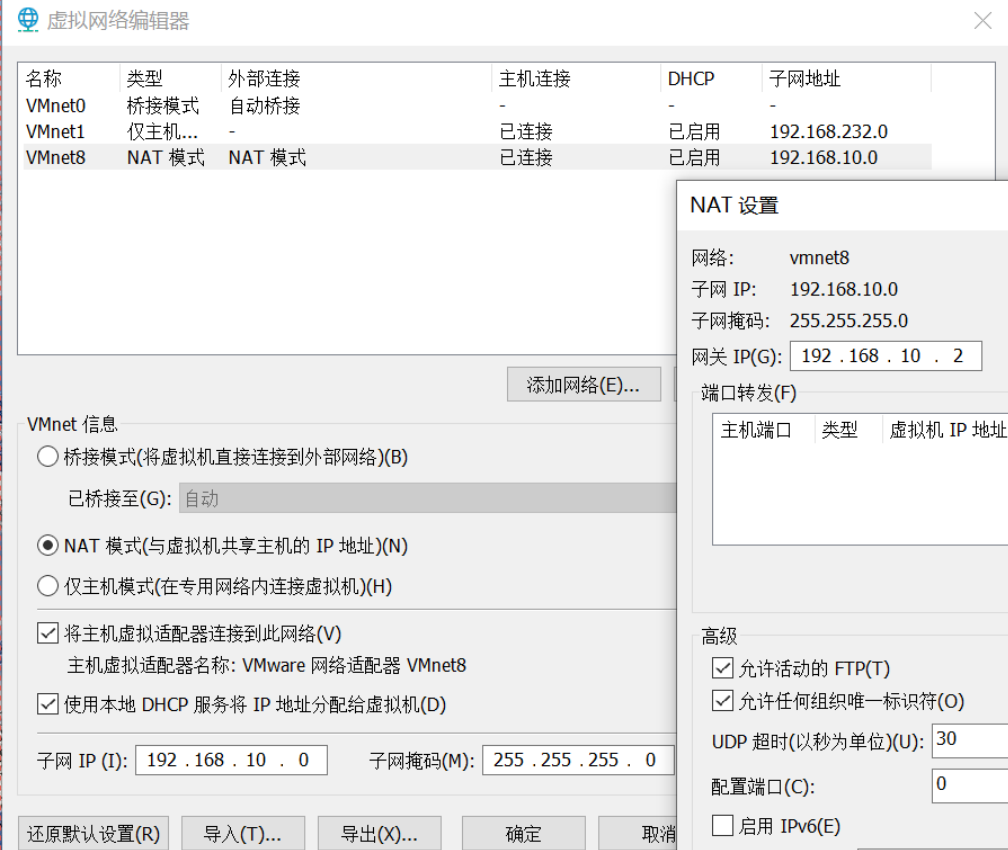 虚拟网络编辑器
名称 类型 外部连接 主机连接 DHCP 子网地址
VMnet0 桥接模式 自动桥接 - - -
VMnet1 仅主机... - 已连接 已启用 192.168.232.0
VMnet8 NAT 模式 NAT 模式 已连接 已启用 192.168.10.0
添加网络(E)...
VMnet 信息
桥接模式(将虚拟机直接连接到外部网络)(B)
已桥接至(G): 自动
NAT 模式(与虚拟机共享主机的 IP 地址)(N)
仅主机模式(在专用网络内连接虚拟机)(H)
将主机虚拟适配器连接到此网络(V)
主机虚拟适配器名称: VMware 网络适配器 VMnet8
使用本地 DHCP 服务将 IP 地址分配给虚拟机(D)
子网 IP (I): 192 . 168 . 10 . 0 子网掩码(M): 255 . 255 . 255 . 0
还原默认设置(R) 导入(T)... 导出(X)... 确定 取消
NAT 设置
网络: vmnet8
子网 IP: 192.168.10.0
子网掩码: 255.255.255.0
网关 IP(G): 192 . 168 . 10 . 2
端口转发(F)
主机端口 类型 虚拟机 IP 地址
高级
允许活动的 FTP(T)
允许任何组织唯一标识符(O)
UDP 超时(以秒为单位)(U): 30
配置端口(C): 0
启用 IPv6(E)